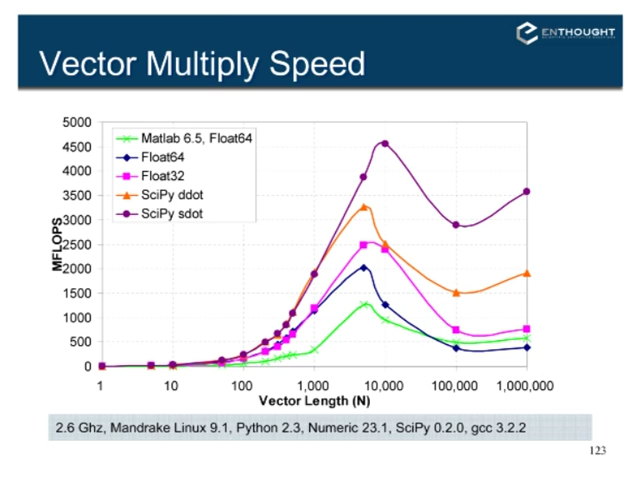 ENTHOUGHT
Vector Multiply Speed
5000
4500
4000
3500
3000
2500
2000
1500
1000
500
0
MFLOPS
Matlab 6.5, Float64
Float64
Float32
SciPy ddot
SciPy sdot
1 10 100 1,000 10,000 100,000 1,000,000
Vector Length (N)
2.6 Ghz, Mandrake Linux 9.1, Python 2.3, Numeric 23.1, SciPy 0.2.0, gcc 3.2.2
123